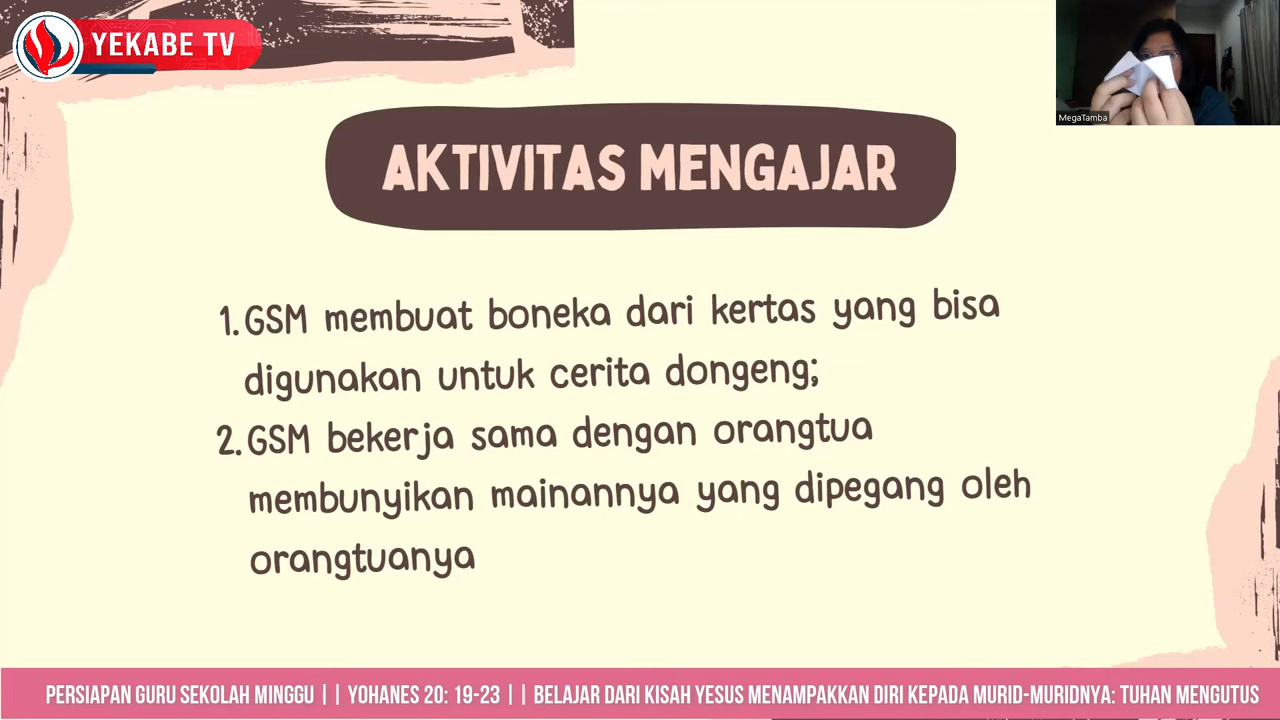 YEKABE TV
MegaTamba
AKTIVITAS MENGAJAR
1. GSM membuat boneka dari kertas yang bisa
digunakan untuk cerita dongeng;
2. GSM bekerja sama dengan orangtua
membunyikan mainannya yang dipegang oleh
orangtuanya
PERSIAPAN GURU SEKOLAH MINGGU || YOHANES 20: 19-23 || BELAJAR DARI KISAH YESUS MENAMPAKKAN DIRI KEPADA MURID-MURIDNYA: TUHAN MENGUTUS